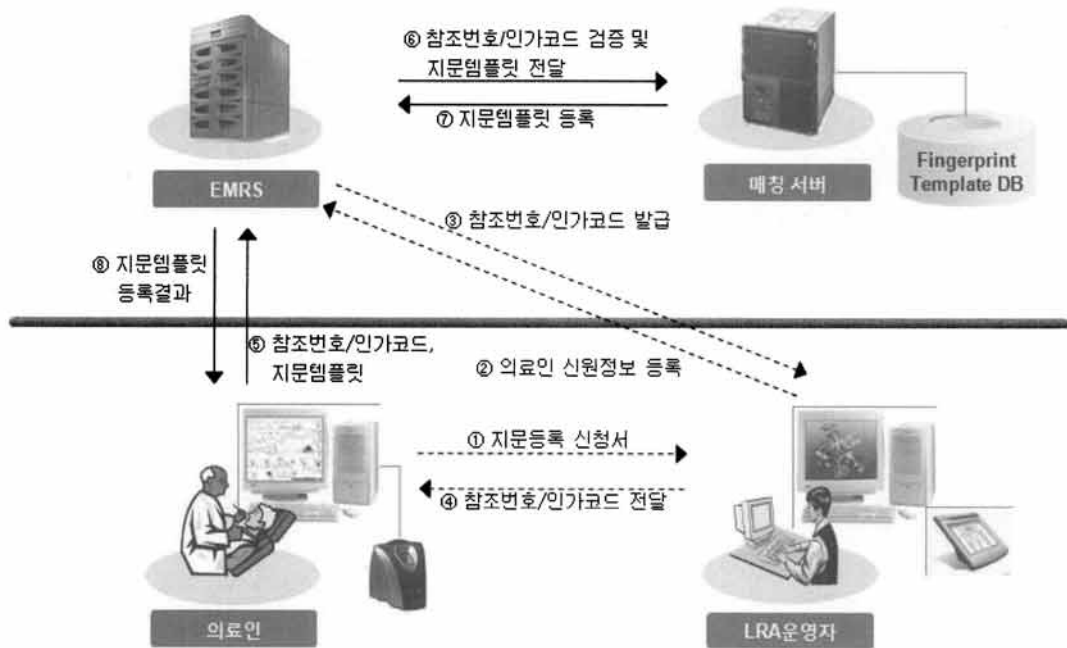 ⑥ 참조번호/인가코드 검증 및
지문템플릿 전달
⑦ 지문템플릿 등록
EMRS
매칭 서버
Fingerprint
Template DB
③ 참조번호/인가코드 발급
⑧ 지문템플릿
등록결과
⑤ 참조번호/인가코드,
지문템플릿
② 의료인 신원정보 등록
① 지문등록 신청서
④ 참조번호/인가코드 전달
의료인
LRA운영자